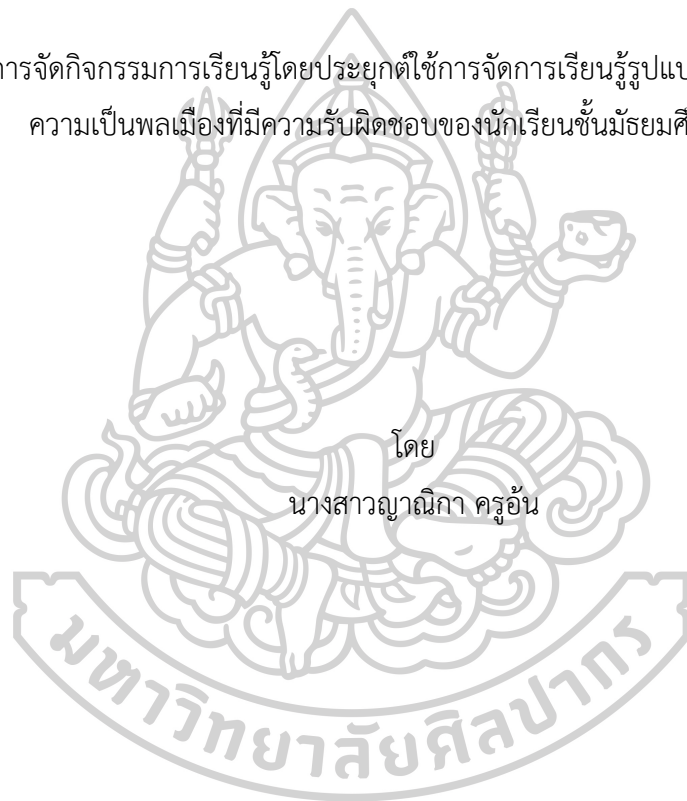 การจัดกิจกรรมการเรียนรู้โดยประยุกต์ใช้การจัดการเรียนรู้รูปแบ
ความเป็นพลเมืองที่มีความรับผิดชอบของนักเรียนชั้นมัธยมศึ
โดย
นางสาวญาณิกา ครูอ้น
มหาวิทยาลัยศิลปากร